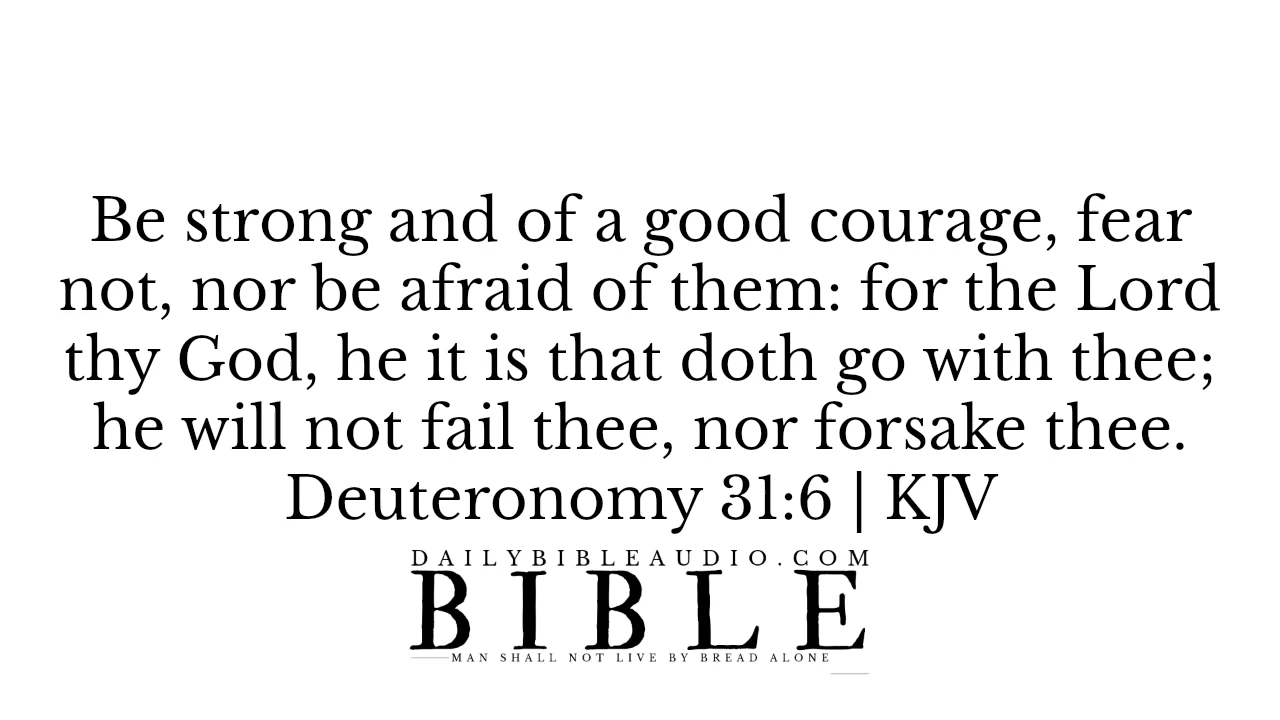 Be strong and of a good courage, fear
not, nor be afraid of them: for the Lord
thy God, he it is that doth go with thee;
he will not fail thee, nor forsake thee.
Deuteronomy 31:6 | KJV
DAILYBIBLEAUDIO.COM
BIBLE
MAN SHALL NOT LIVE BY BREAD ALONE